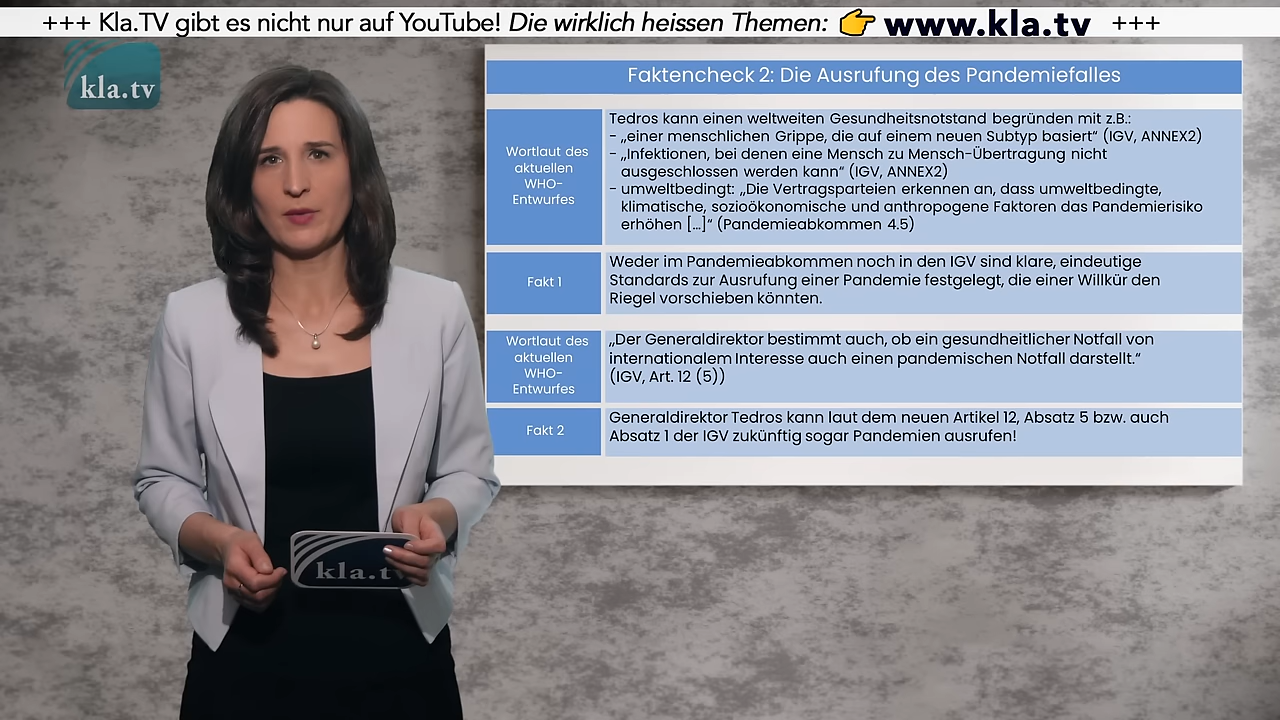 +++ Kla.TV gibt es nicht nur auf YouTube! Die wirklich heissen Themen: 👉 www.kla.tv +++
kla.tv
Faktencheck 2: Die Ausrufung des Pandemiefalles
Wortlaut des
aktuellen
WHO-
Entwurfes
Tedros kann einen weltweiten Gesundheitsnotstand begründen mit z.B.:
- „einer menschlichen Grippe, die auf einem neuen Subtyp basiert“ (IGV, ANNEX2)
- „Infektionen, bei denen eine Mensch zu Mensch-Übertragung nicht
ausgeschlossen werden kann“ (IGV, ANNEX2)
- umweltbedingt: „Die Vertragsparteien erkennen an, dass umweltbedingte,
klimatische, sozioökonomische und anthropogene Faktoren das Pandemierisiko
erhöhen [...]“ (Pandemieabkommen 4.5)
Fakt 1
Weder im Pandemieabkommen noch in den IGV sind klare, eindeutige
Standards zur Ausrufung einer Pandemie festgelegt, die einer Willkür den
Riegel vorschieben könnten.
Wortlaut des
aktuellen
WHO-
Entwurfes
„Der Generaldirektor bestimmt auch, ob ein gesundheitlicher Notfall von
internationalem Interesse auch einen pandemischen Notfall darstellt.“
(IGV, Art. 12 (5))
Fakt 2
Generaldirektor Tedros kann laut dem neuen Artikel 12, Absatz 5 bzw. auch
Absatz 1 der IGV zukünftig sogar Pandemien ausrufen!
kla.tv